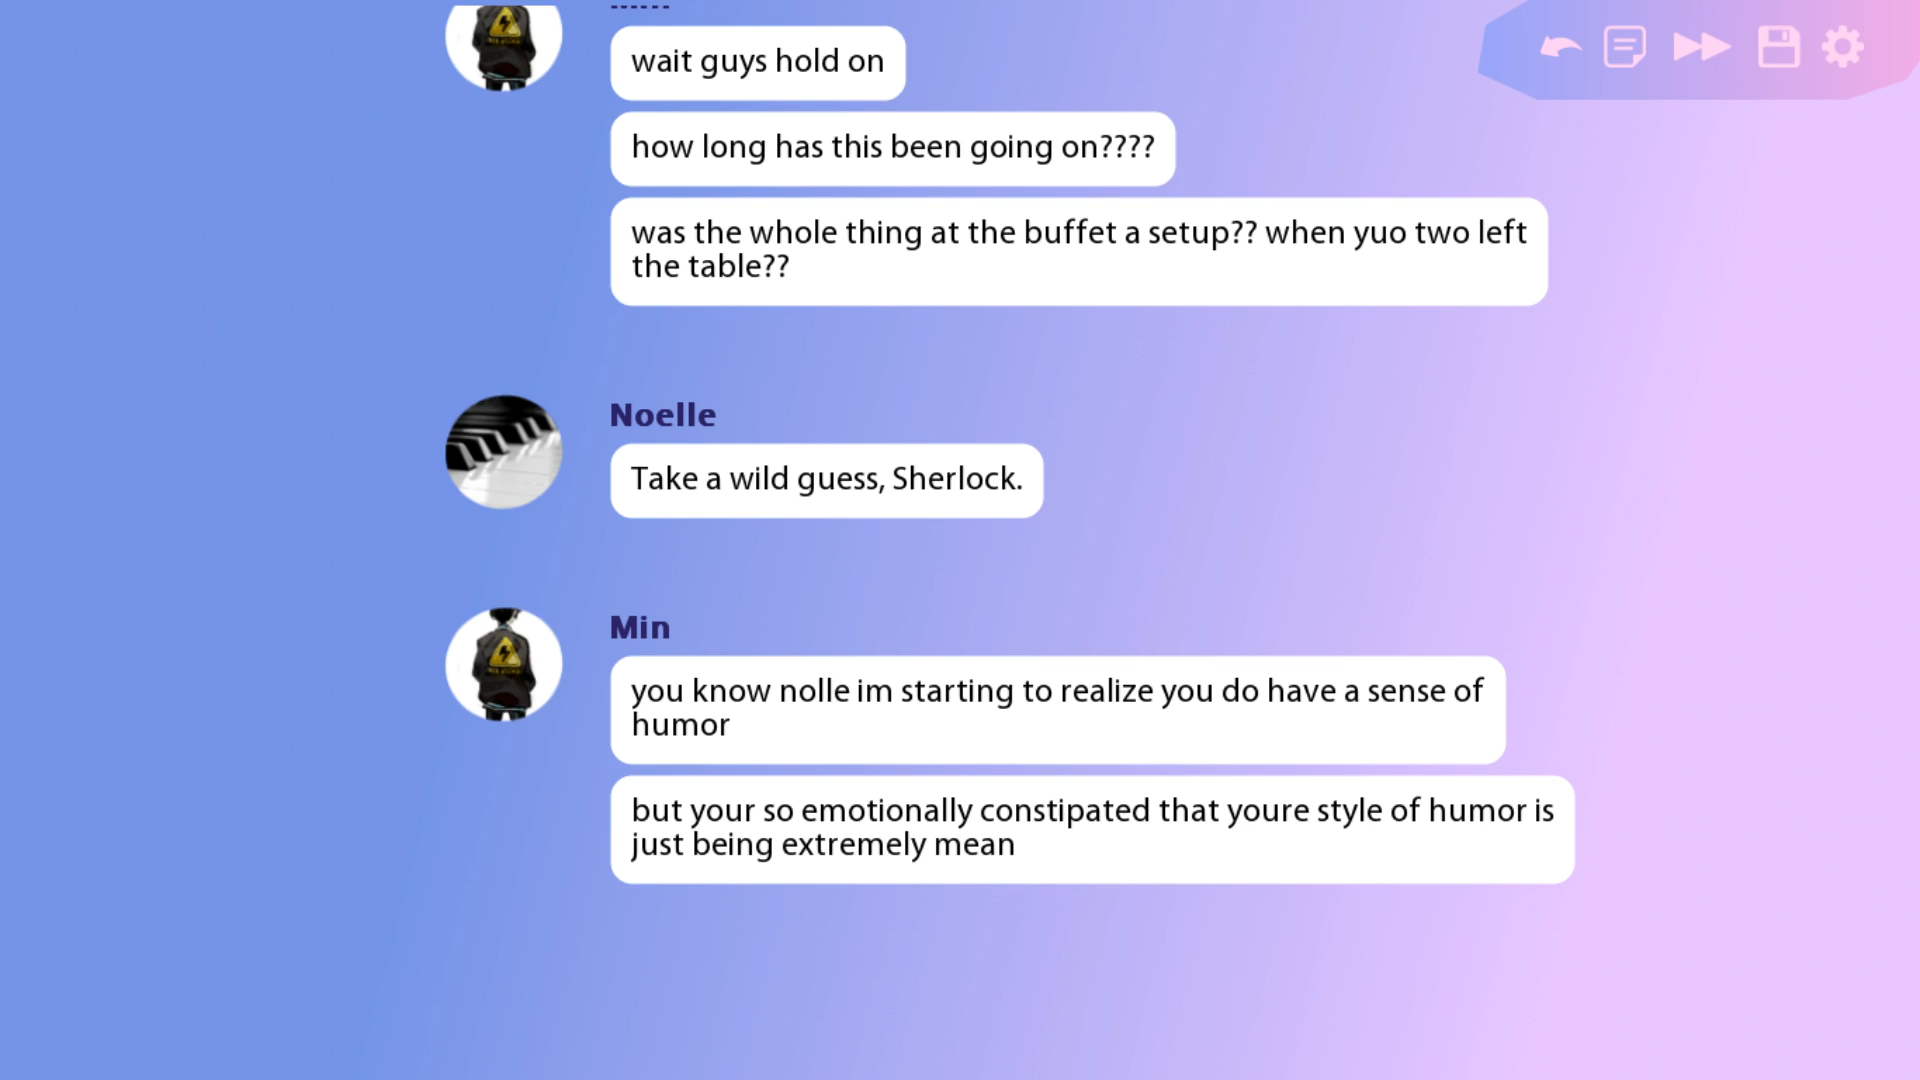 wait guys hold on
how long has this been going on????
was the whole thing at the buffet a setup?? when yuo two left
the table??
Noelle
Take a wild guess, Sherlock.
Min
you know nolle im starting to realize you do have a sense of
humor
but your so emotionally constipated that youre style of humor is
just being extremely mean